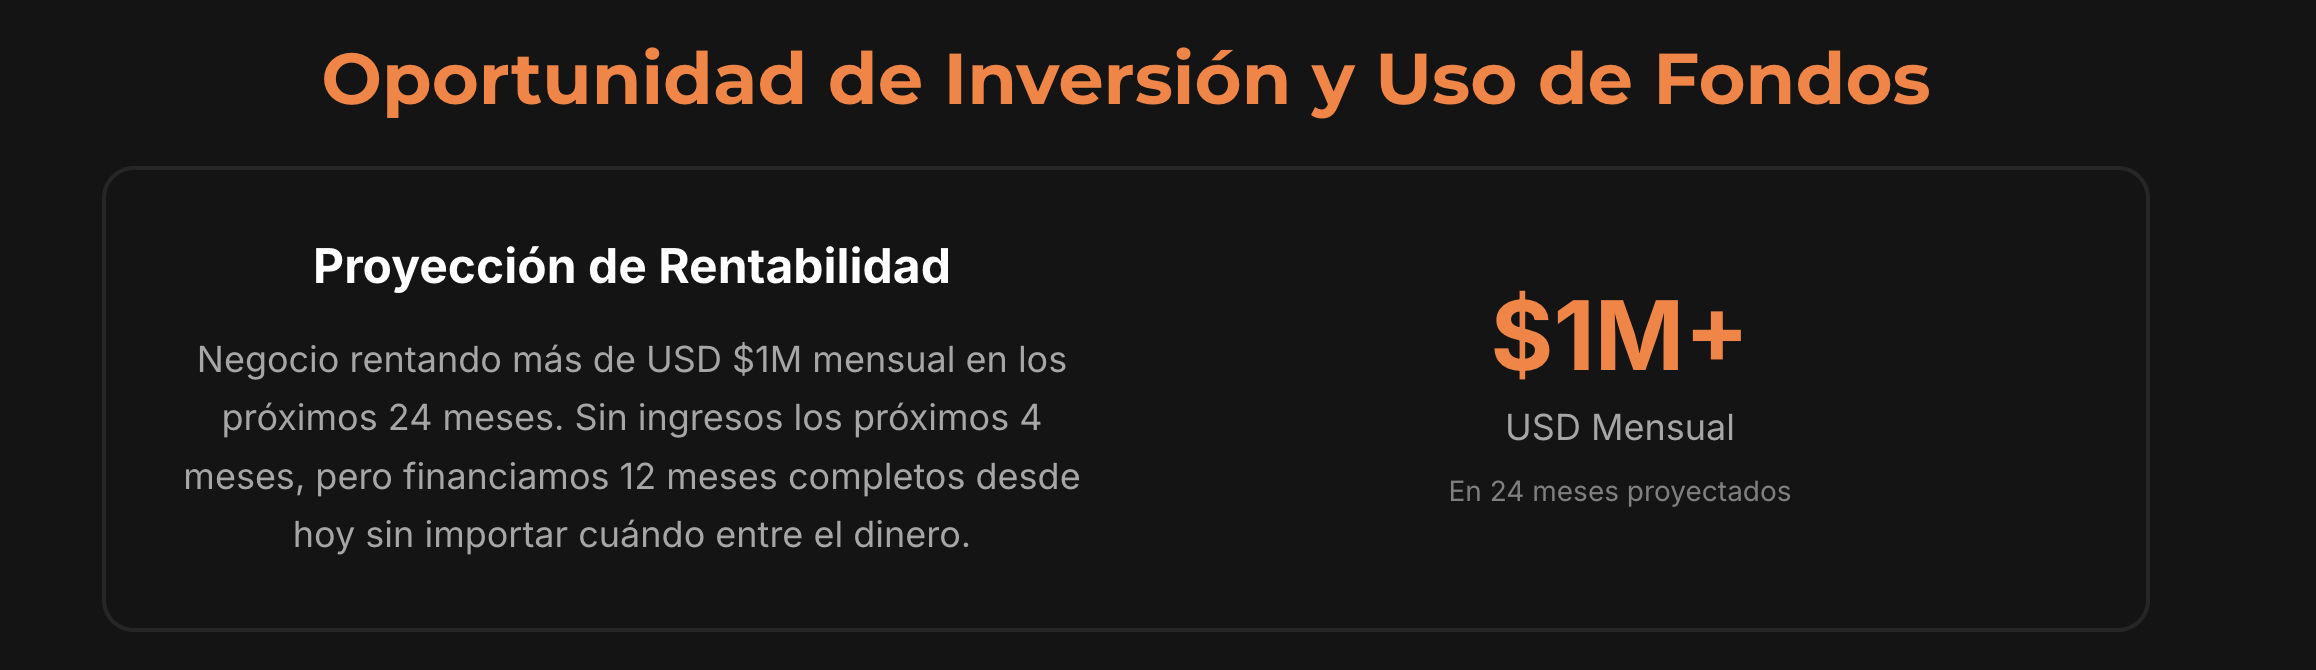 Oportunidad de Inversión y Uso de Fondos
Proyección de Rentabilidad
Negocio rentando más de USD $1M mensual en los
próximos 24 meses. Sin ingresos los próximos 4
meses, pero financiamos 12 meses completos desde
hoy sin importar cuándo entre el dinero.
$1M+
USD Mensual
En 24 meses proyectados